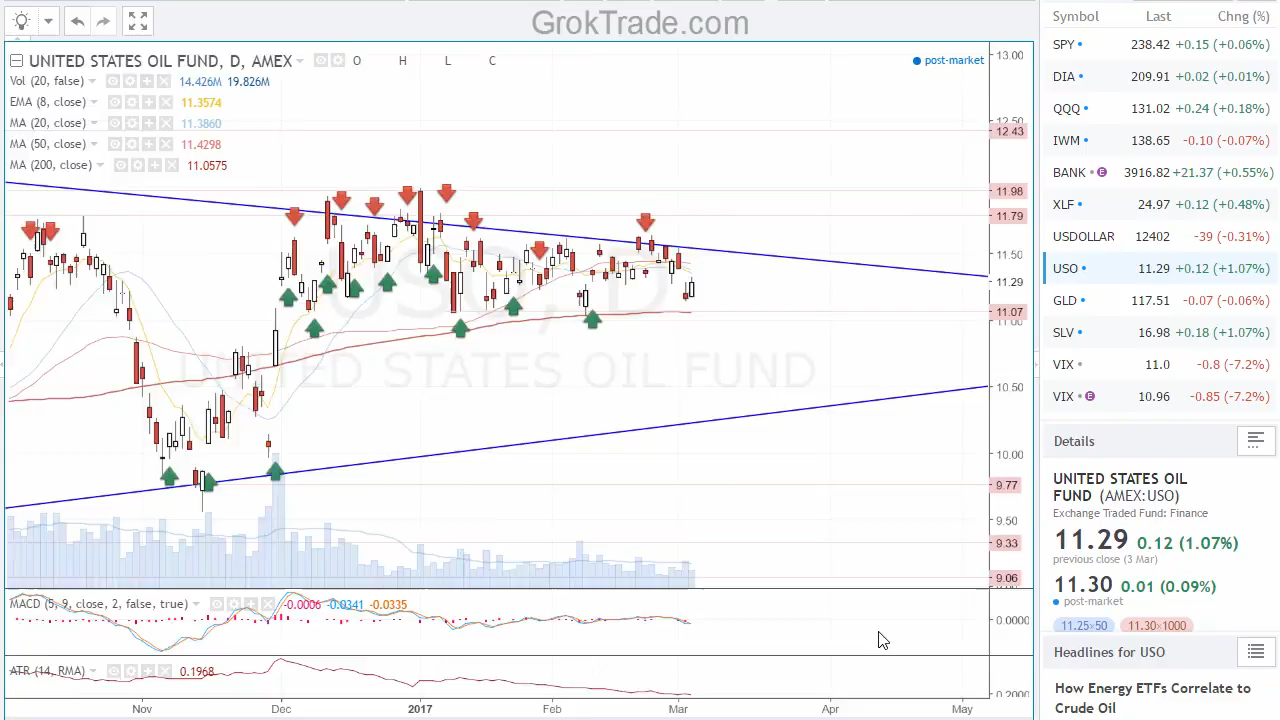 GrokTrade.com
UNITED STATES OIL FUND, D, AMEX O H L C
post-market
Vol (20, false) 14.426M 19.826M
EMA (8, close) 11.3574
MA (20, close) 11.3860
MA (50, close) 11.4298
MA (200, close) 11.0575
USO, D
UNITED STATES OIL FUND
13.00
12.50
12.43
11.98
11.79
11.50
11.29
11.07
11.00
10.50
10.00
9.77
9.50
9.33
9.06
MACD (5, 9, close, 2, false, true) -0.0006 -0.0341 -0.0335
0.0000
ATR (14, RMA) 0.1968
0.2000
Nov Dec 2017 Feb Mar Apr May
Symbol Last Chng (%)
SPY 238.42 +0.15 (+0.06%)
DIA 209.91 +0.02 (+0.01%)
QQQ 131.02 +0.24 (+0.18%)
IWM 138.65 -0.10 (-0.07%)
BANK E 3916.82 +21.37 (+0.55%)
XLF 24.97 +0.12 (+0.48%)
USDOLLAR 12402 -39 (-0.31%)
USO 11.29 +0.12 (+1.07%)
GLD 117.51 -0.07 (-0.06%)
SLV 16.98 +0.18 (+1.07%)
VIX 11.0 -0.8 (-7.2%)
VIX E 10.96 -0.85 (-7.2%)
Details
UNITED STATES OIL
FUND (AMEX:USO)
Exchange Traded Fund: Finance
11.29 0.12 (1.07%)
previous close (3 Mar)
11.30 0.01 (0.09%)
post-market
11.25×50 11.30×1000
Headlines for USO
How Energy ETFs Correlate to
Crude Oil